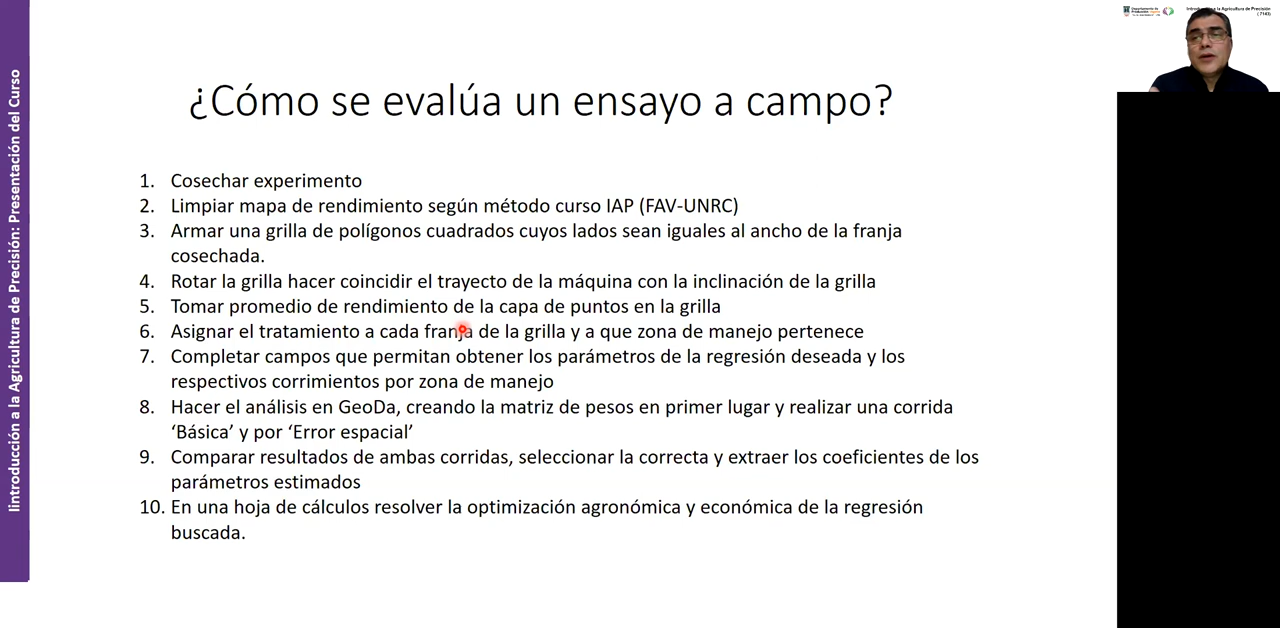 Introducción a la Agricultura de Precisión
(7143)
Iintroducción a la Agricultura de Precisión: Presentación del Curso
¿Cómo se evalúa un ensayo a campo?
1. Cosechar experimento
2. Limpiar mapa de rendimiento según método curso IAP (FAV-UNRC)
3. Armar una grilla de polígonos cuadrados cuyos lados sean iguales al ancho de la franja
cosechada.
4. Rotar la grilla hacer coincidir el trayecto de la máquina con la inclinación de la grilla
5. Tomar promedio de rendimiento de la capa de puntos en la grilla
6. Asignar el tratamiento a cada franja de la grilla y a que zona de manejo pertenece
7. Completar campos que permitan obtener los parámetros de la regresión deseada y los
respectivos corrimientos por zona de manejo
8. Hacer el análisis en GeoDa, creando la matriz de pesos en primer lugar y realizar una corrida
‘Básica’ y por ‘Error espacial’
9. Comparar resultados de ambas corridas, seleccionar la correcta y extraer los coeficientes de los
parámetros estimados
10. En una hoja de cálculos resolver la optimización agronómica y económica de la regresión
buscada.